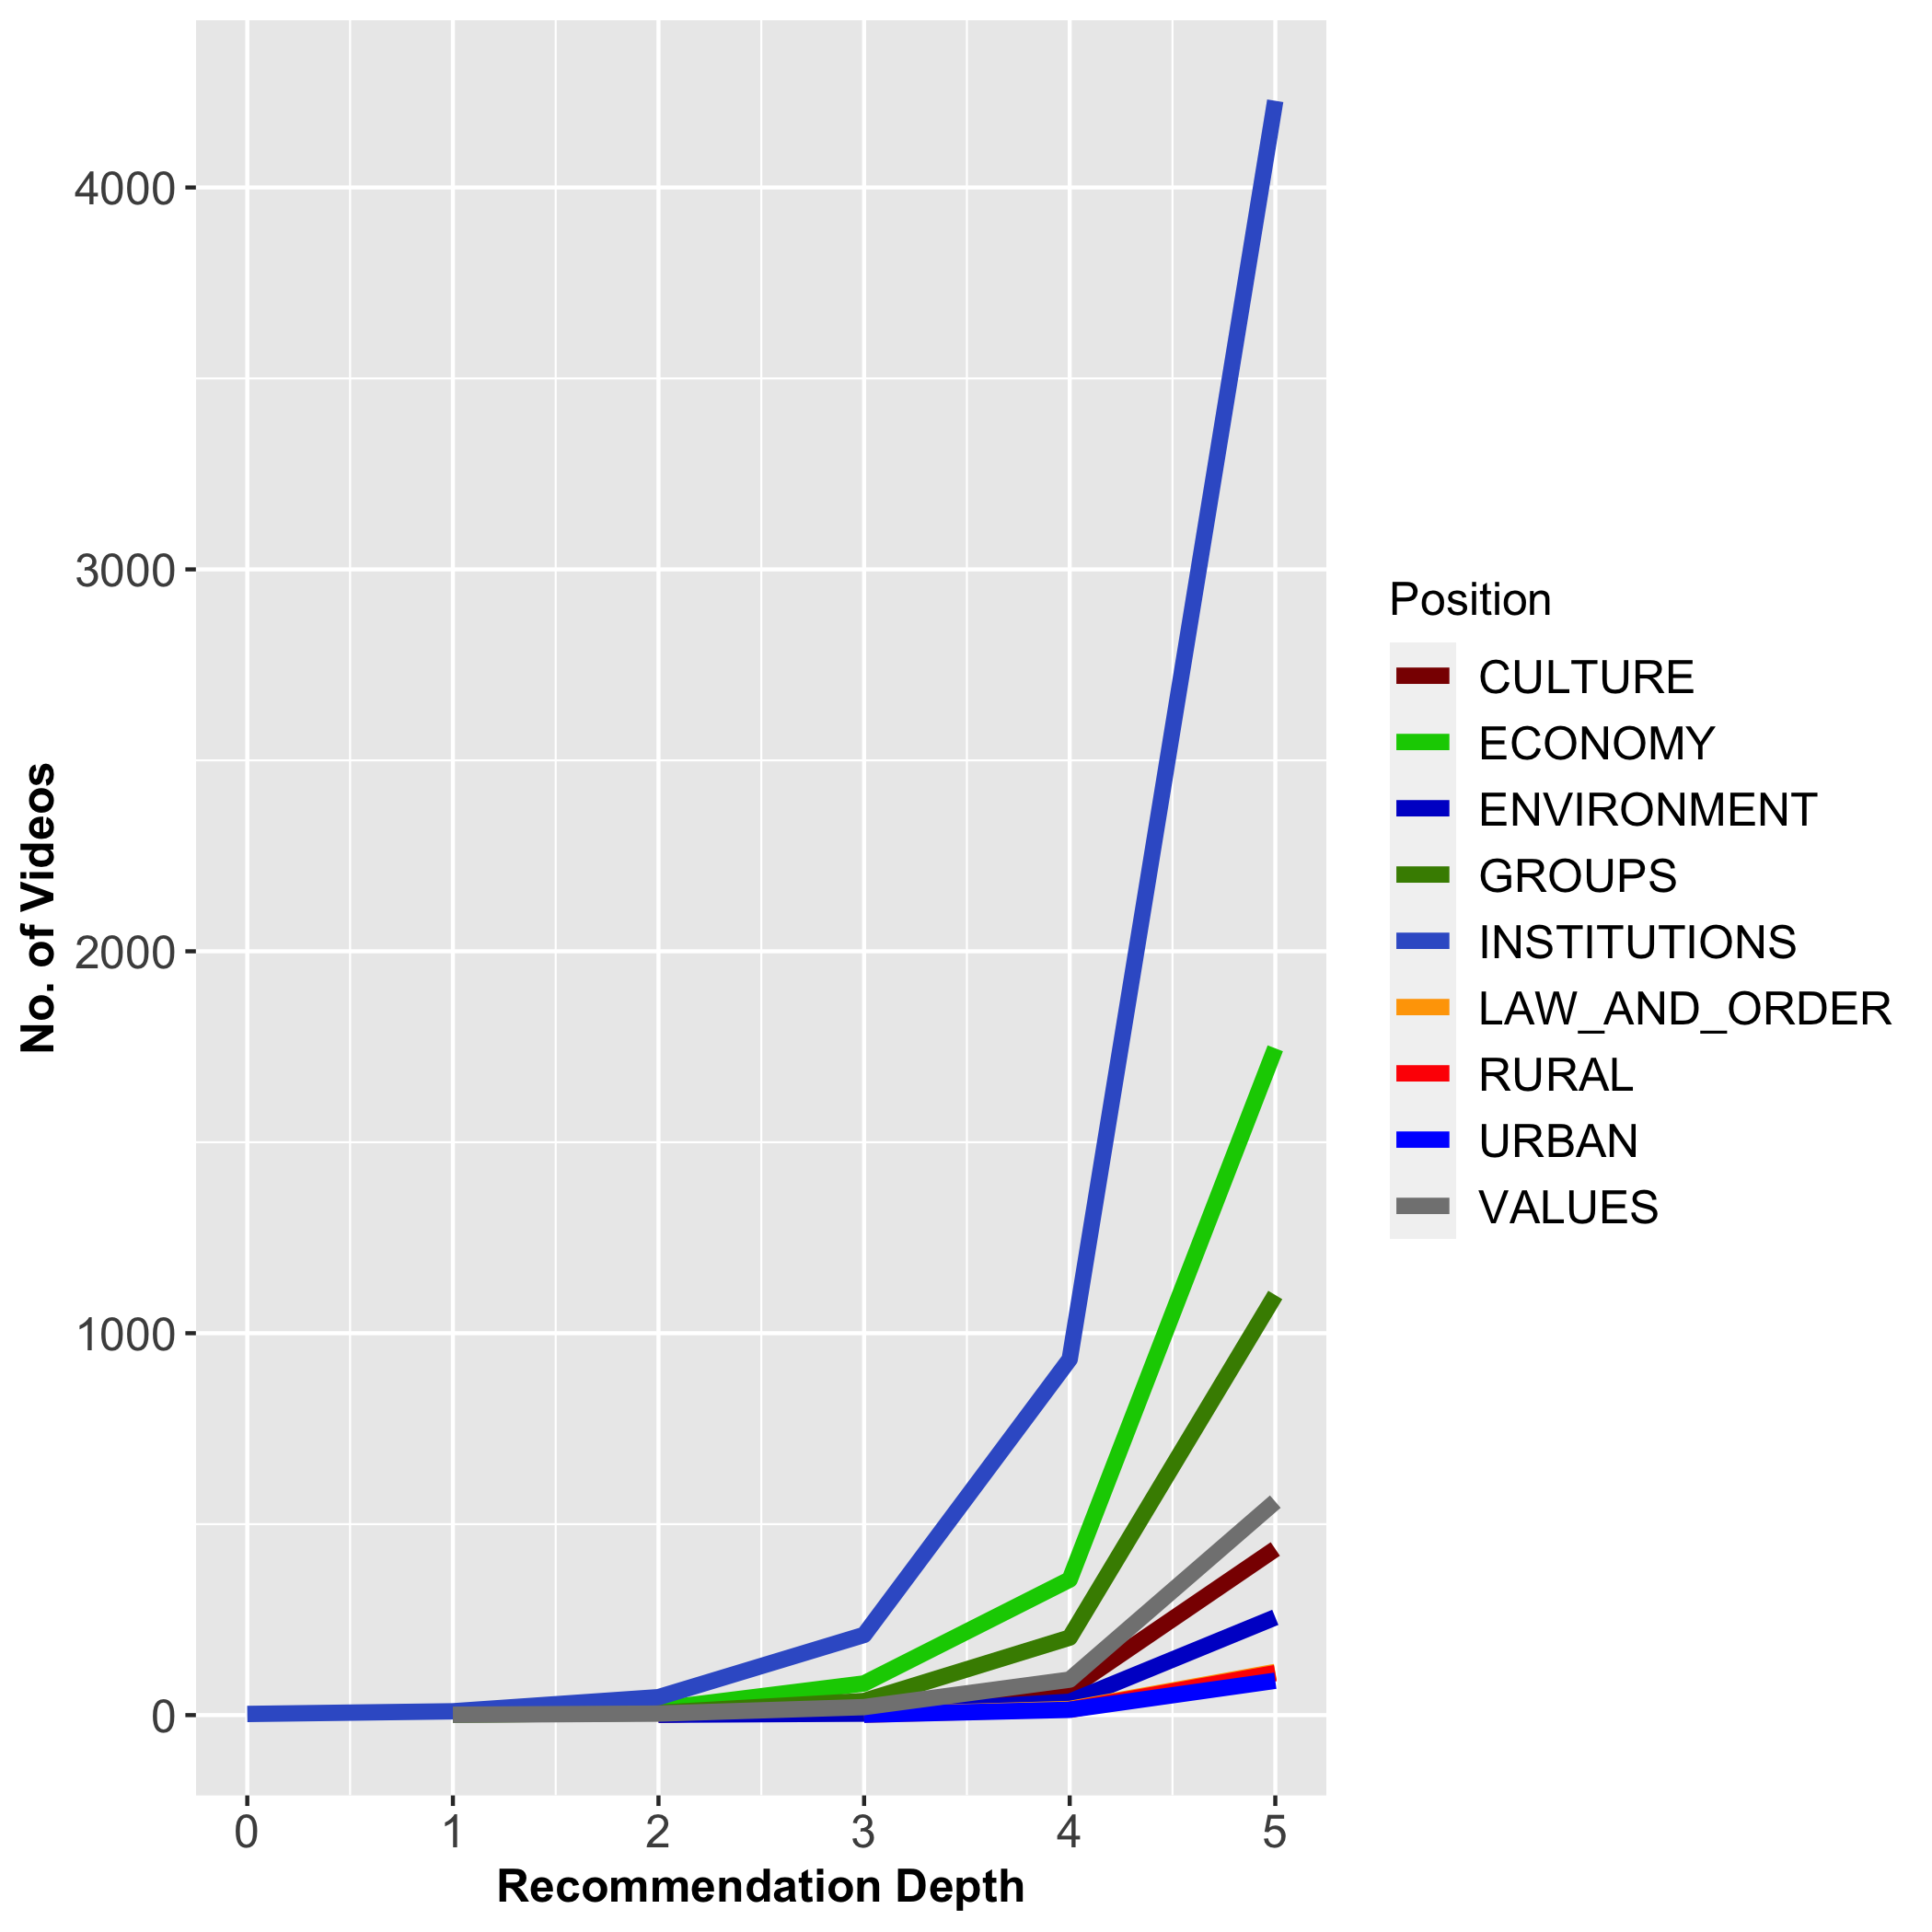 No. of Videos
4000
3000
2000
1000
0
0 1 2 3 4 5
Recommendation Depth
Position
CULTURE
ECONOMY
ENVIRONMENT
GROUPS
INSTITUTIONS
LAW_AND_ORDER
RURAL
URBAN
VALUES